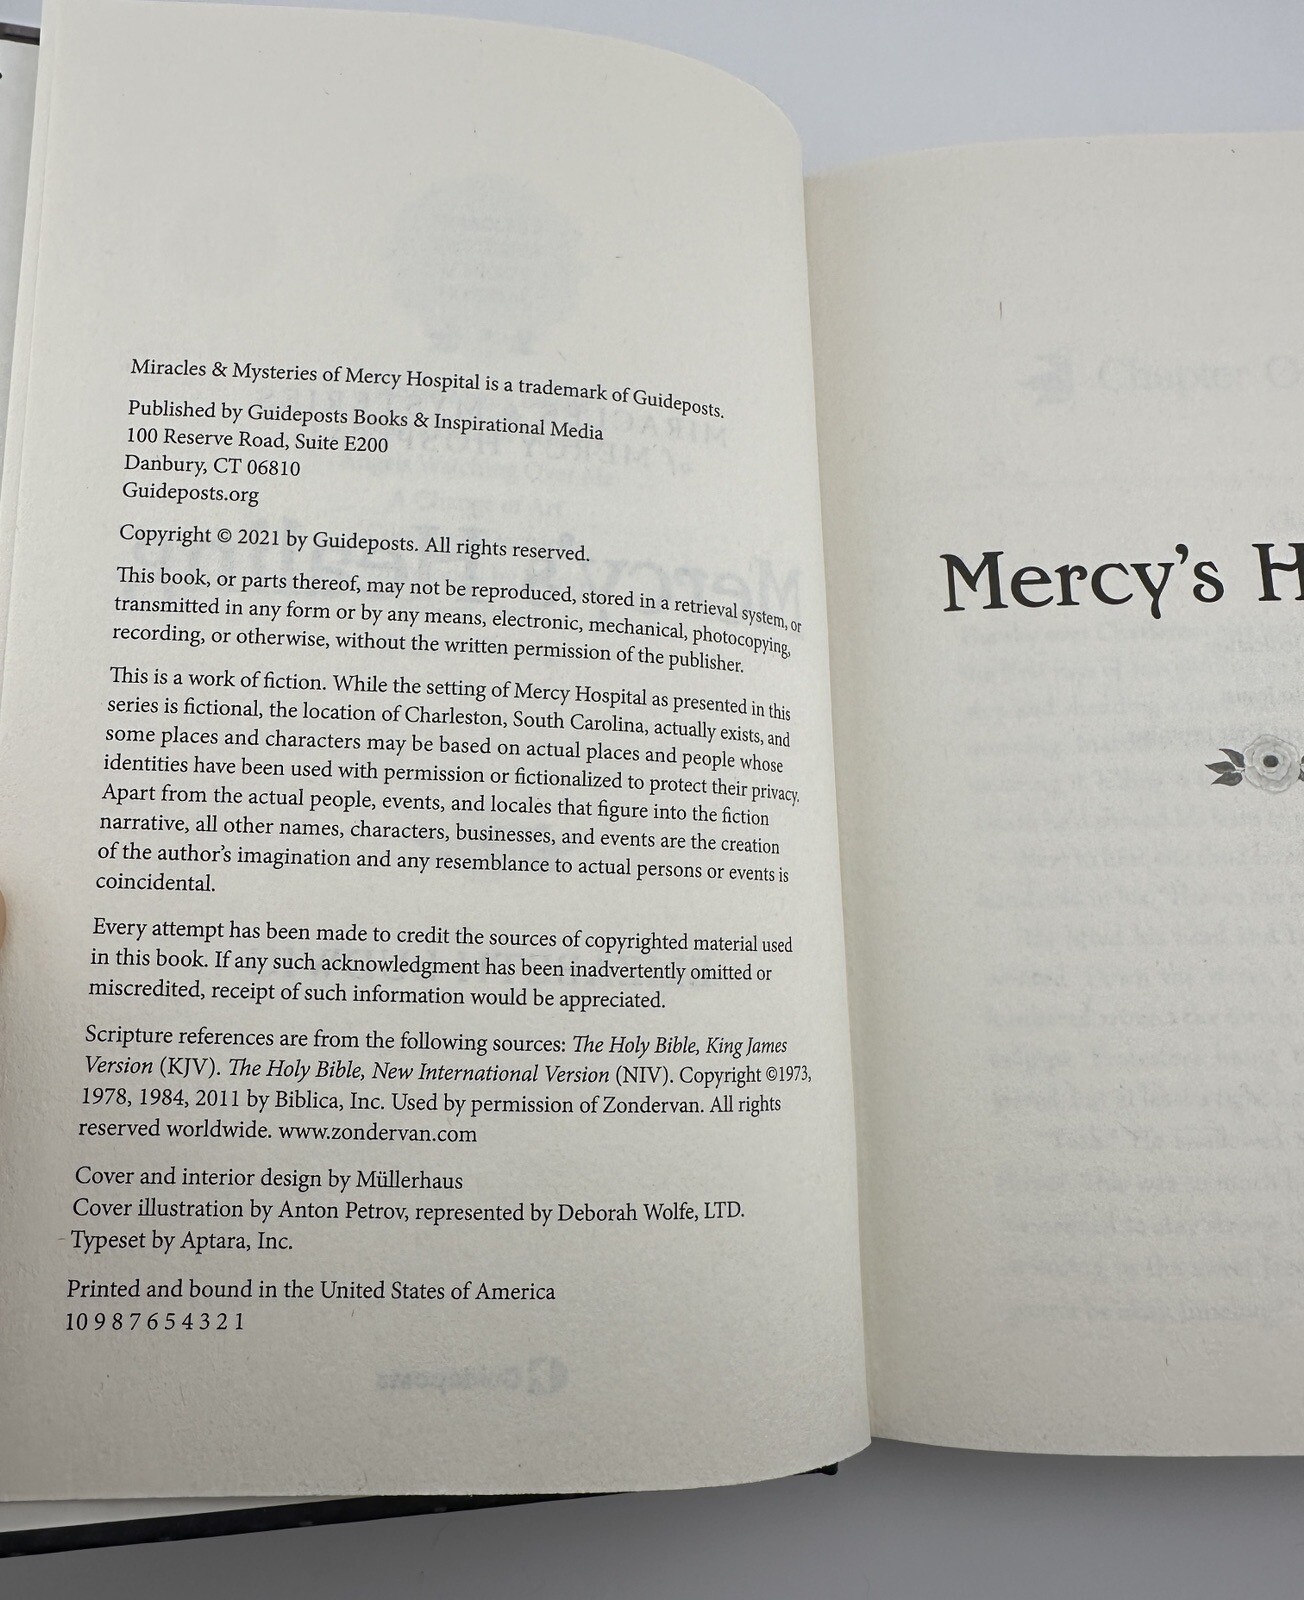 Miracles & Mysteries of Mercy Hospital is a trademark of Guideposts.
Published by Guideposts Books & Inspirational Media
100 Reserve Road, Suite E200
Danbury, CT 06810
Guideposts.org
Copyright © 2021 by Guideposts. All rights reserved.
This book, or parts thereof, may not be reproduced, stored in a retrieval system, or
transmitted in any form or by any means, electronic, mechanical, photocopying,
recording, or otherwise, without the written permission of the publisher.
This is a work of fiction. While the setting of Mercy Hospital as presented in this
series is fictional, the location of Charleston, South Carolina, actually exists, and
some places and characters may be based on actual places and people whose
identities have been used with permission or fictionalized to protect their privacy.
Apart from the actual people, events, and locales that figure into the fiction
narrative, all other names, characters, businesses, and events are the creation
of the author's imagination and any resemblance to actual persons or events is
coincidental.
Every attempt has been made to credit the sources of copyrighted material used
in this book. If any such acknowledgment has been inadvertently omitted or
miscredited, receipt of such information would be appreciated.
Scripture references are from the following sources: The Holy Bible, King James
Version (KJV). The Holy Bible, New International Version (NIV). Copyright ©1973,
1978, 1984, 2011 by Biblica, Inc. Used by permission of Zondervan. All rights
reserved worldwide. www.zondervan.com
Cover and interior design by Müllerhaus
Cover illustration by Anton Petrov, represented by Deborah Wolfe, LTD.
Typeset by Aptara, Inc.
Printed and bound in the United States of America
10 9 8 7 6 5 4 3 2 1
Mercy's H